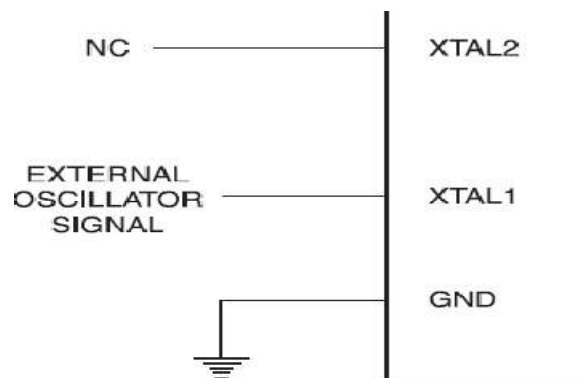 NC
XTAL2
EXTERNAL
OSCILLATOR
SIGNAL
XTAL1
GND